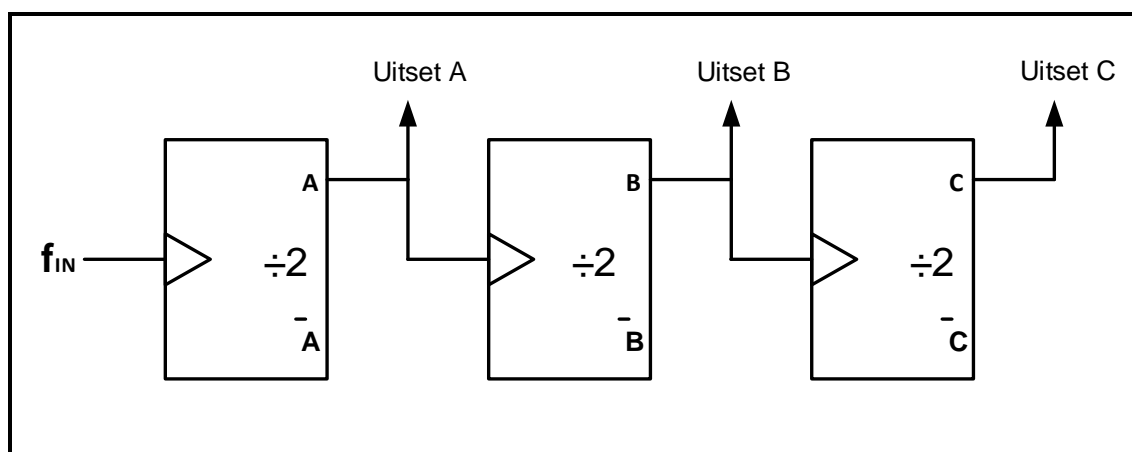 Uitset A Uitset B Uitset C
A B C
fIN ÷2 ÷2 ÷2
A̅ B̅ C̅